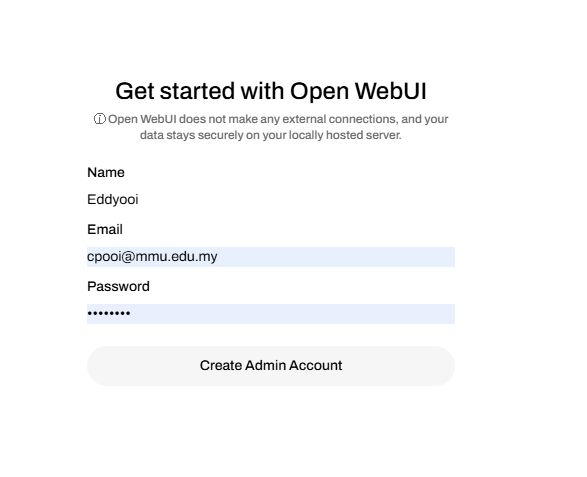 Get started with Open WebUI
ⓘ Open WebUI does not make any external connections, and your
data stays securely on your locally hosted server.
Name
Eddyooi
Email
cpooi@mmu.edu.my
Password
••••••••
Create Admin Account